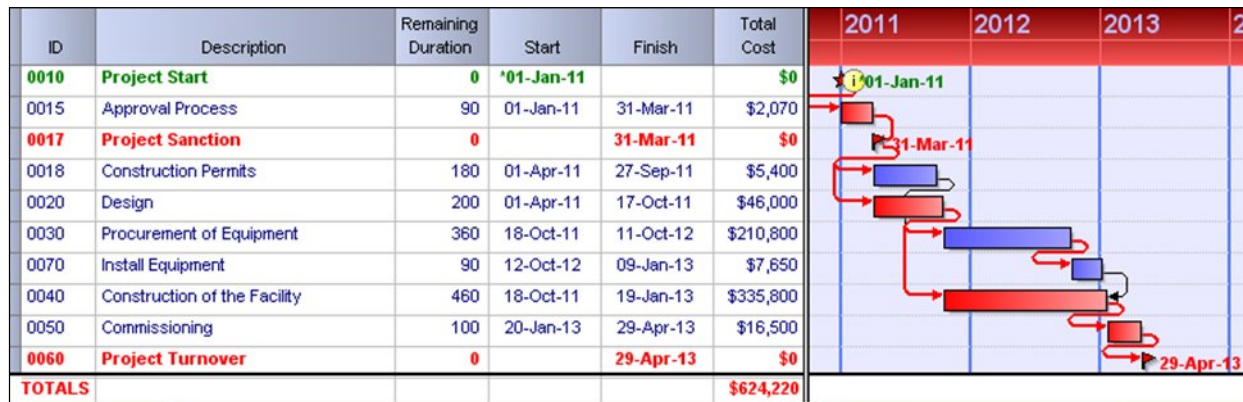 ID Description Remaining Duration Start Finish Total Cost 2011 2012 2013 2
0010 Project Start 0 *01-Jan-11 $0 i *01-Jan-11
0015 Approval Process 90 01-Jan-11 31-Mar-11 $2,070
0017 Project Sanction 0 31-Mar-11 $0 31-Mar-11
0018 Construction Permits 180 01-Apr-11 27-Sep-11 $5,400
0020 Design 200 01-Apr-11 17-Oct-11 $46,000
0030 Procurement of Equipment 360 18-Oct-11 11-Oct-12 $210,800
0070 Install Equipment 90 12-Oct-12 09-Jan-13 $7,650
0040 Construction of the Facility 460 18-Oct-11 19-Jan-13 $335,800
0050 Commissioning 100 20-Jan-13 29-Apr-13 $16,500
0060 Project Turnover 0 29-Apr-13 $0 29-Apr-13
TOTALS $624,220